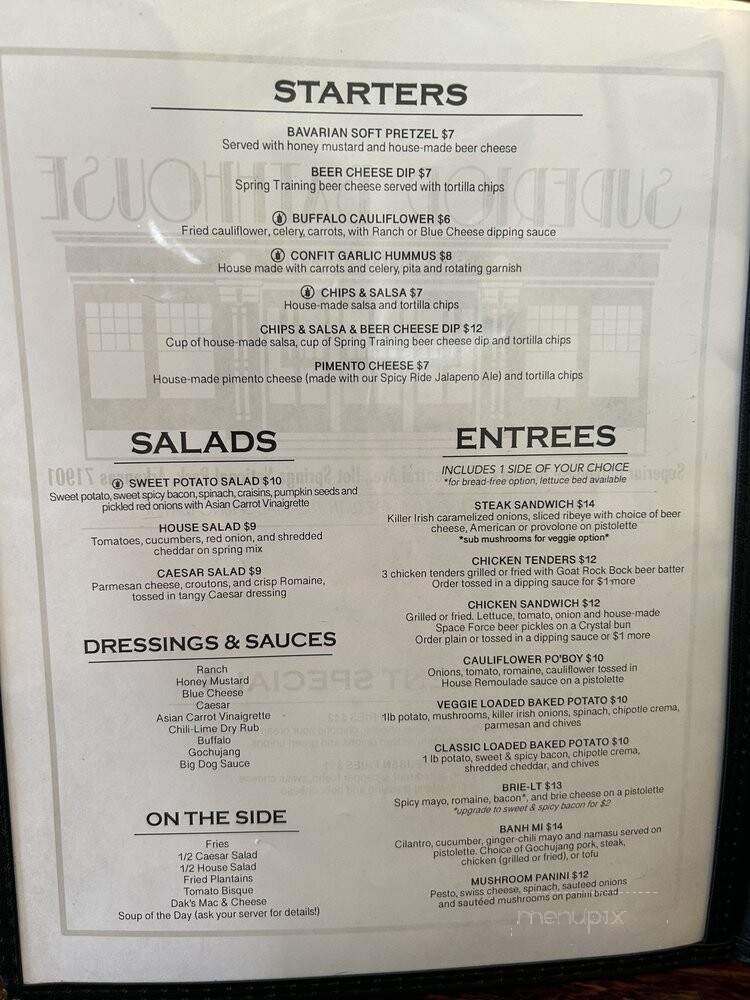 STARTERS
BAVARIAN SOFT PRETZEL $7
Served with honey mustard and house-made beer cheese
BEER CHEESE DIP $7
Spring Training beer cheese served with tortilla chips
BUFFALO CAULIFLOWER $6
Fried cauliflower, celery, carrots, with Ranch or Blue Cheese dipping sauce
CONFIT GARLIC HUMMUS $8
House made with carrots and celery, pita and rotating garnish
CHIPS & SALSA $7
House-made salsa and tortilla chips
CHIPS & SALSA & BEER CHEESE DIP $12
Cup of house-made salsa, cup of Spring Training beer cheese dip and tortilla chips
PIMENTO CHEESE $7
House-made pimento cheese (made with our Spicy Ride Jalapeno Ale) and tortilla chips
SALADS
SWEET POTATO SALAD $10
Sweet potato, sweet spicy bacon, spinach, craisins, pumpkin seeds and
pickled red onions with Asian Carrot Vinaigrette
HOUSE SALAD $9
Tomatoes, cucumbers, red onion, and shredded
cheddar on spring mix
CAESAR SALAD $9
Parmesan cheese, croutons, and crisp Romaine,
tossed in tangy Caesar dressing
DRESSINGS & SAUCES
Ranch
Honey Mustard
Blue Cheese
Caesar
Asian Carrot Vinaigrette
Chili-Lime Dry Rub
Buffalo
Gochujang
Big Dog Sauce
ON THE SIDE
Fries
1/2 Caesar Salad
1/2 House Salad
Fried Plantains
Tomato Bisque
Dak's Mac & Cheese
Soup of the Day (ask your server for details!)
ENTREES
INCLUDES 1 SIDE OF YOUR CHOICE
*for bread-free option, lettuce bed available
STEAK SANDWICH $14
Killer Irish caramelized onions, sliced ribeye with choice of beer
cheese, American or provolone on pistolette
*sub mushrooms for veggie option*
CHICKEN TENDERS $12
3 chicken tenders grilled or fried with Goat Rock Bock beer batter
Order tossed in a dipping sauce for $1 more
CHICKEN SANDWICH $12
Grilled or fried. Lettuce, tomato, onion and house-made
Space Force beer pickles on a Crystal bun
Order plain or tossed in a dipping sauce or $1 more
CAULIFLOWER PO'BOY $10
Onions, tomato, romaine, cauliflower tossed in
House Remoulade sauce on a pistolette
VEGGIE LOADED BAKED POTATO $10
1lb potato, mushrooms, killer irish onions, spinach, chipotle crema,
parmesan and chives
CLASSIC LOADED BAKED POTATO $10
1 lb potato, sweet & spicy bacon, chipotle crema,
shredded cheddar, and chives
BRIE-LT $13
Spicy mayo, romaine, bacon*, and brie cheese on a pistolette
*upgrade to sweet & spicy bacon for $2
BANH MI $14
Cilantro, cucumber, ginger-chili mayo and namasu served on
pistolette. Choice of Gochujang pork, steak,
chicken (grilled or fried), or tofu
MUSHROOM PANINI $12
Pesto, swiss cheese, spinach, sauteed onions
and sautéed mushrooms on panini bread
menupix